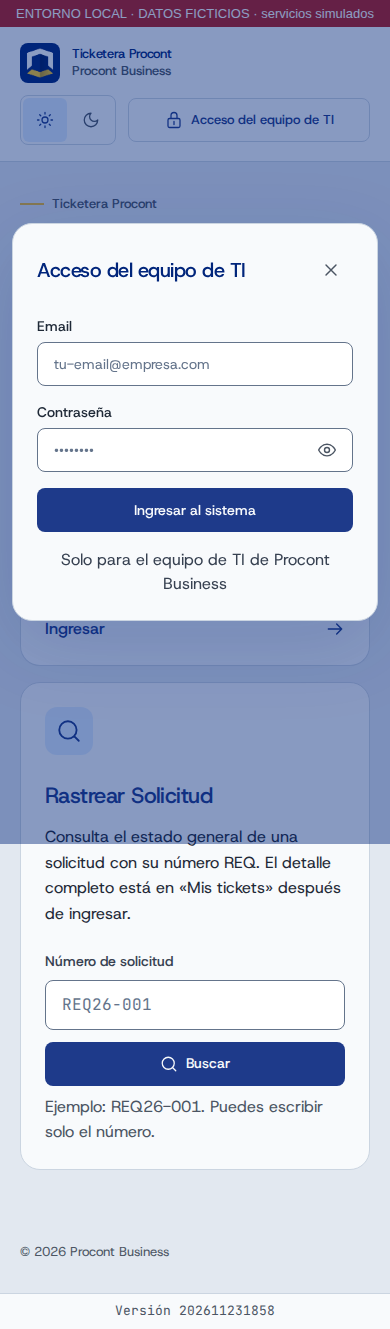 ENTORNO LOCAL · DATOS FICTICIOS · servicios simulados
Ticketera Procont
Procont Business
Acceso del equipo de TI
Ticketera Procont
Acceso del equipo de TI
Email
tu-email@empresa.com
Contraseña
••••••••
Ingresar al sistema
Solo para el equipo de TI de Procont
Business
Ingresar
Rastrear Solicitud
Consulta el estado general de una
solicitud con su número REQ. El detalle
completo está en «Mis tickets» después
de ingresar.
Número de solicitud
REQ26-001
Buscar
Ejemplo: REQ26-001. Puedes escribir
solo el número.
© 2026 Procont Business
Versión 202611231858